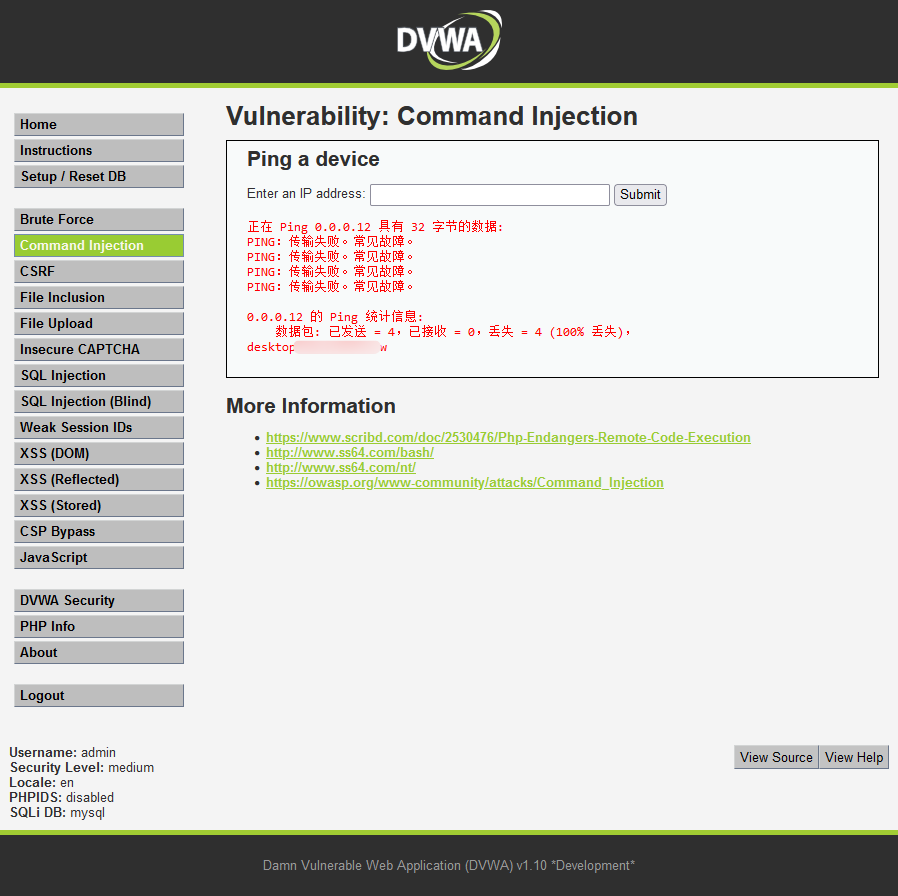 DVWA
Home
Instructions
Setup / Reset DB
Brute Force
Command Injection
CSRF
File Inclusion
File Upload
Insecure CAPTCHA
SQL Injection
SQL Injection (Blind)
Weak Session IDs
XSS (DOM)
XSS (Reflected)
XSS (Stored)
CSP Bypass
JavaScript
DVWA Security
PHP Info
About
Logout
Vulnerability: Command Injection
Ping a device
Enter an IP address: Submit
正在 Ping 0.0.0.12 具有 32 字节的数据:
PING: 传输失败。常见故障。
PING: 传输失败。常见故障。
PING: 传输失败。常见故障。
PING: 传输失败。常见故障。
0.0.0.12 的 Ping 统计信息:
数据包: 已发送 = 4，已接收 = 0，丢失 = 4 (100% 丢失)，
desktop
More Information
https://www.scribd.com/doc/2530476/Php-Endangers-Remote-Code-Execution
http://www.ss64.com/bash/
http://www.ss64.com/nt/
https://owasp.org/www-community/attacks/Command_Injection
Username: admin
Security Level: medium
Locale: en
PHPIDS: disabled
SQLi DB: mysql
View Source View Help
Damn Vulnerable Web Application (DVWA) v1.10 *Development*